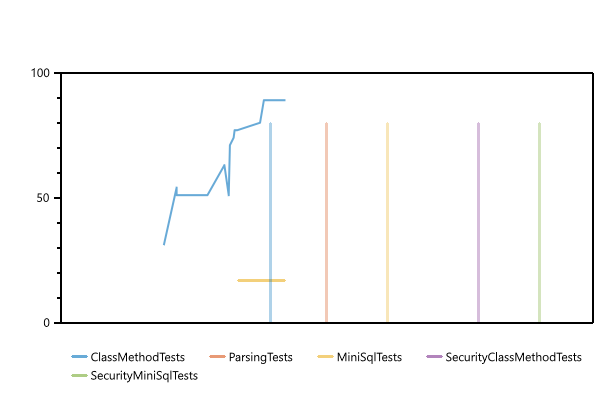 100
50
0
ClassMethodTests ParsingTests MiniSqlTests SecurityClassMethodTests
SecurityMiniSqlTests